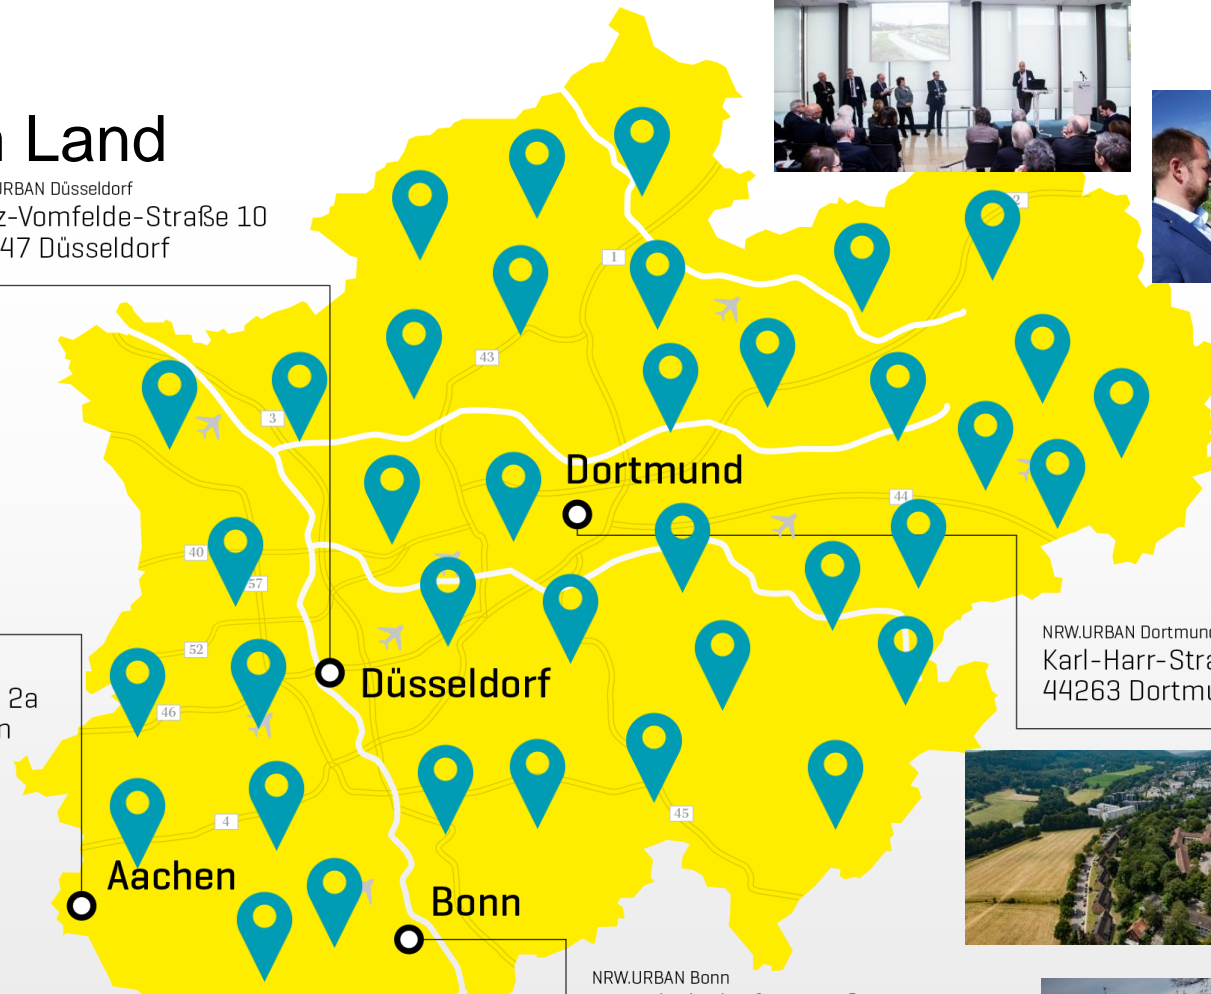 Land
URBAN Düsseldorf
z-Vomfelde-Straße 10
47 Düsseldorf
2
1
43
3
Dortmund
44
40
57
NRW.URBAN Dortmund
Karl-Harr-Stra
44263 Dortmu
52
Düsseldorf
2a
46
45
4
Aachen
Bonn
NRW.URBAN Bonn